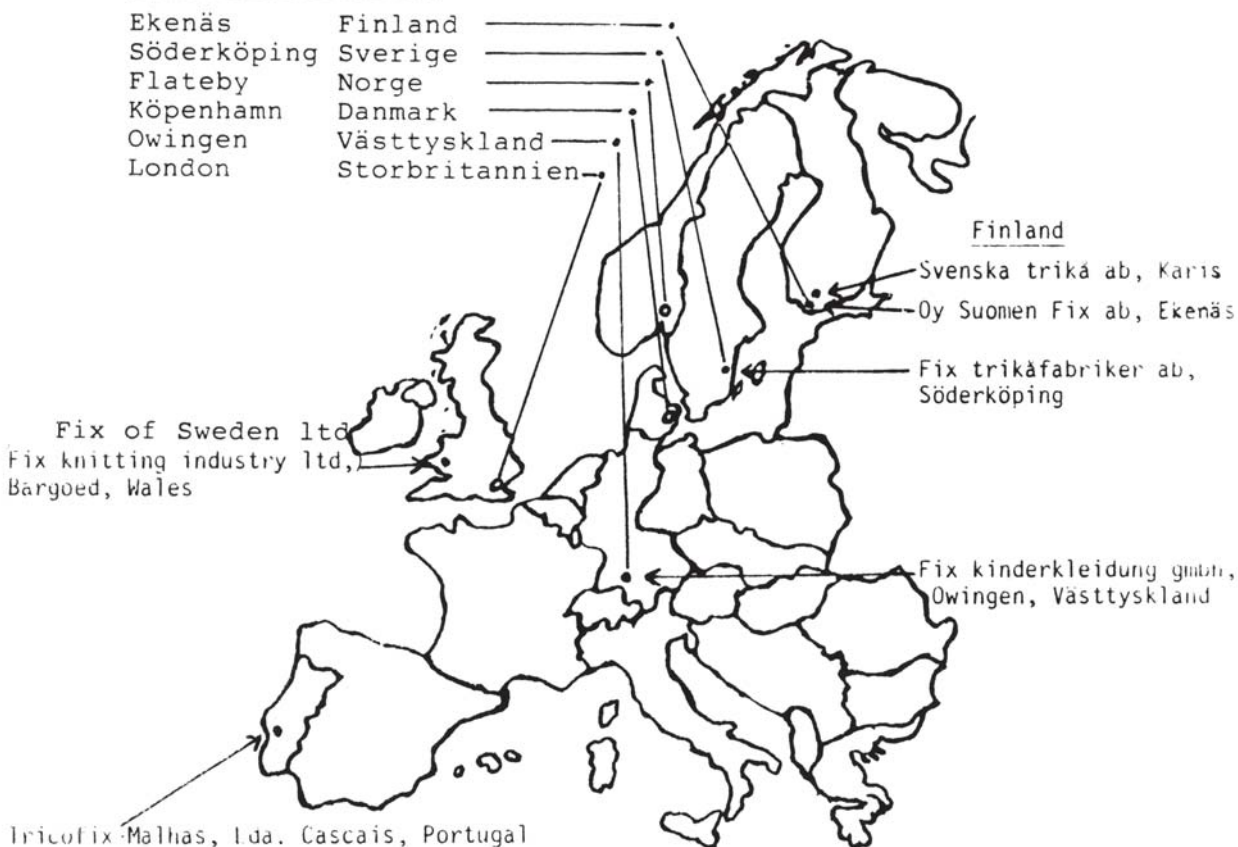 Ekenäs Finland
Söderköping Sverige
Flateby Norge
Köpenhamn Danmark
Owingen Västtyskland
London Storbritannien
Finland
Svenska trikå ab, Karis
Oy Suomen Fix ab, Ekenäs
Fix trikåfabriker ab,
Söderköping
Fix of Sweden ltd
Fix knitting industry ltd,
Bargoed, Wales
Fix kinderkleidung gmbh,
Owingen, Västtyskland
Tricofix-Malhas, Lda. Cascais, Portugal